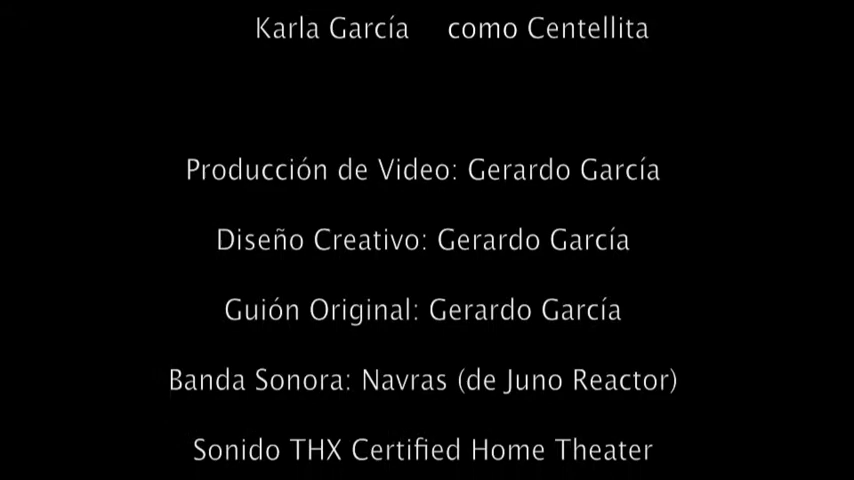 Karla García como Centellita
Producción de Video: Gerardo García
Diseño Creativo: Gerardo García
Guión Original: Gerardo García
Banda Sonora: Navras (de Juno Reactor)
Sonido THX Certified Home Theater